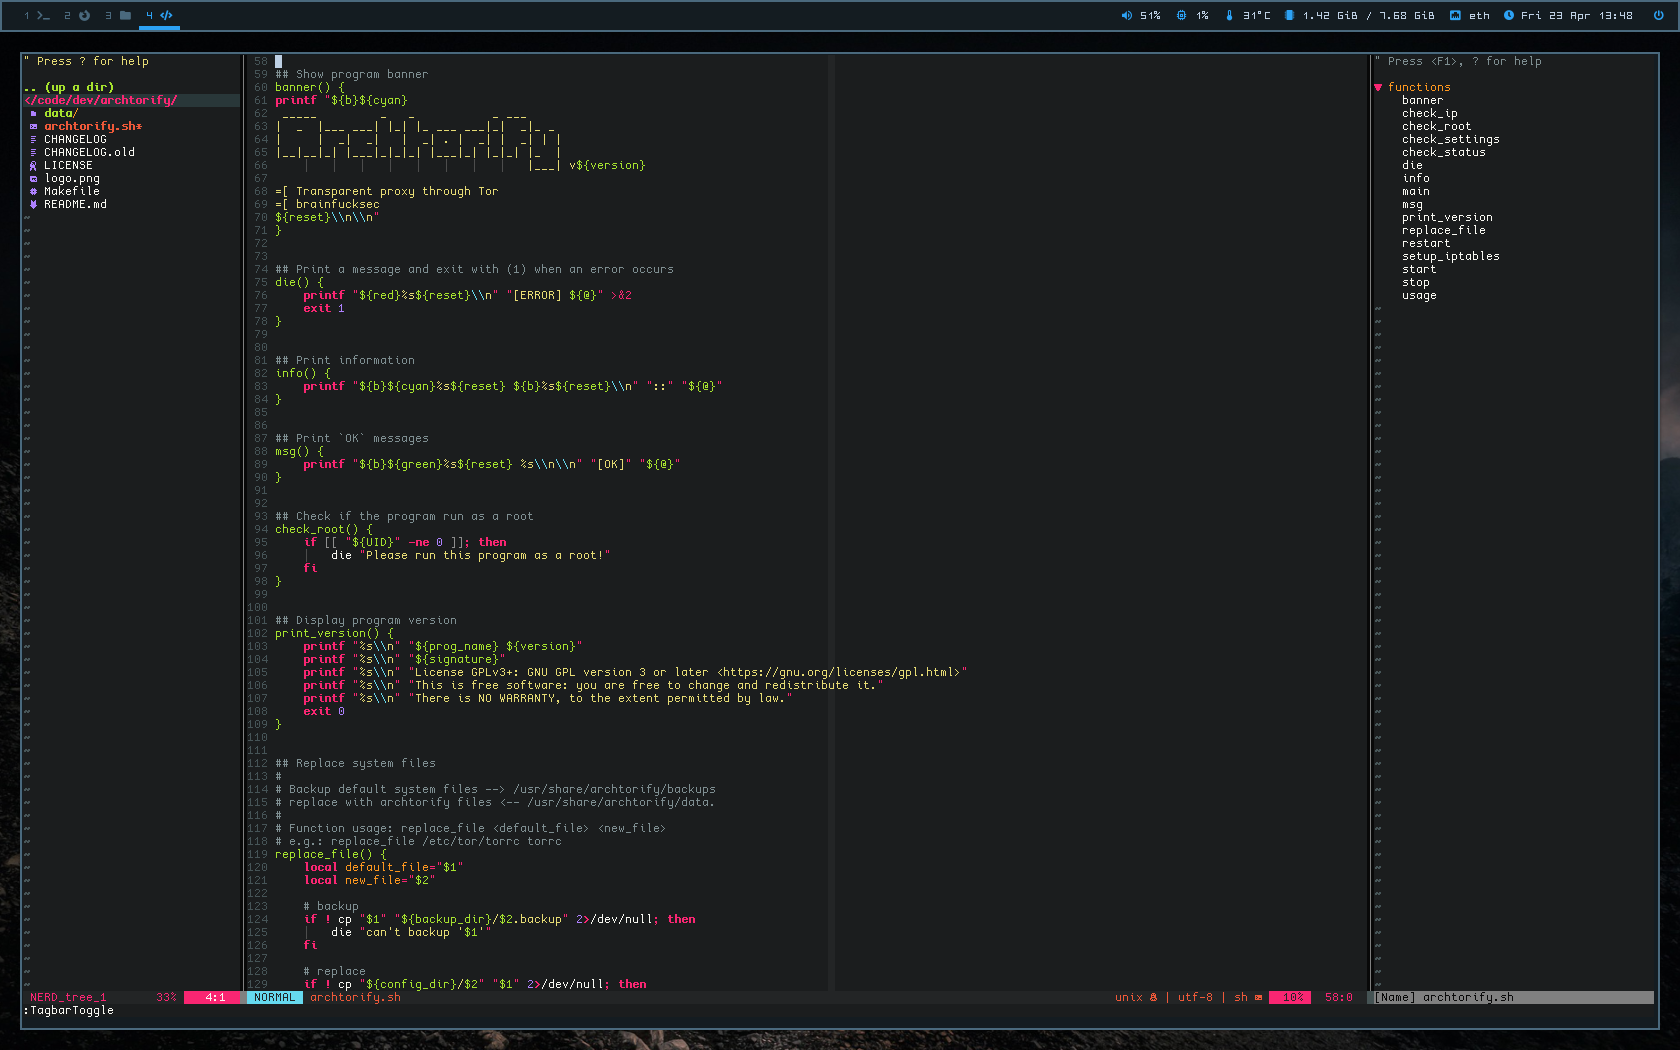 1 >_ 2 3 4 </>
51% 1% 31°C 1.42 GiB / 7.68 GiB eth Fri 23 Apr 13:48
" Press ? for help
.. (up a dir)
</code/dev/archtorify/
data/
archtorify.sh*
CHANGELOG
CHANGELOG.old
LICENSE
logo.png
Makefile
README.md
58
59 ## Show program banner
60 banner() {
61 printf "${b}${cyan}
62  _____          _   _           _ ___
63 |  _  |___ ___| |_| |_ ___ ___|_|  _|_ _
64 |     |  _|  _|   |  _| . |  _| |  _| | |
65 |__|__|_| |___|_|_|_| |___|_| |_|_| |_  |
66                                     |___| v${version}
67
68 =[ Transparent proxy through Tor
69 =[ brainfucksec
70 ${reset}\\n\\n"
71 }
72
73
74 ## Print a message and exit with (1) when an error occurs
75 die() {
76     printf "${red}%s${reset}\\n" "[ERROR] ${@}" >&2
77     exit 1
78 }
79
80
81 ## Print information
82 info() {
83     printf "${b}${cyan}%s${reset} ${b}%s${reset}\\n" "::" "${@}"
84 }
85
86
87 ## Print `OK` messages
88 msg() {
89     printf "${b}${green}%s${reset} %s\\n\\n" "[OK]" "${@}"
90 }
91
92
93 ## Check if the program run as a root
94 check_root() {
95     if [[ "${UID}" -ne 0 ]]; then
96     |   die "Please run this program as a root!"
97     fi
98 }
99
100
101 ## Display program version
102 print_version() {
103     printf "%s\\n" "${prog_name} ${version}"
104     printf "%s\\n" "${signature}"
105     printf "%s\\n" "License GPLv3+: GNU GPL version 3 or later <https://gnu.org/licenses/gpl.html>"
106     printf "%s\\n" "This is free software: you are free to change and redistribute it."
107     printf "%s\\n" "There is NO WARRANTY, to the extent permitted by law."
108     exit 0
109 }
110
111
112 ## Replace system files
113 #
114 # Backup default system files --> /usr/share/archtorify/backups
115 # replace with archtorify files <-- /usr/share/archtorify/data.
116 #
117 # Function usage: replace_file <default_file> <new_file>
118 # e.g.: replace_file /etc/tor/torrc torrc
119 replace_file() {
120     local default_file="$1"
121     local new_file="$2"
122
123     # backup
124     if ! cp "$1" "${backup_dir}/$2.backup" 2>/dev/null; then
125     |   die "can't backup '$1'"
126     fi
127
128     # replace
129     if ! cp "${config_dir}/$2" "$1" 2>/dev/null; then
" Press <F1>, ? for help
▼ functions
banner
check_ip
check_root
check_settings
check_status
die
info
main
msg
print_version
replace_file
restart
setup_iptables
start
stop
usage
NERD_tree_1 33% 4:1 NORMAL archtorify.sh unix | utf-8 | sh 10% 58:0 [Name] archtorify.sh
:TagbarToggle